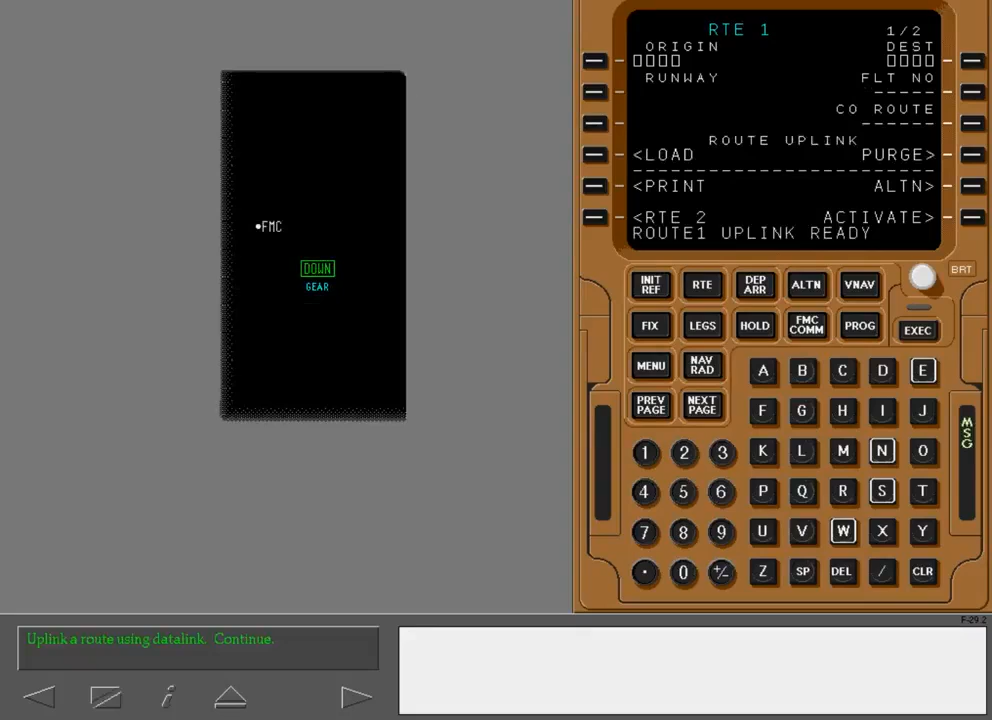 RTE 1 1/2
ORIGIN DEST
□□□□ □□□□
RUNWAY FLT NO
-----
CO ROUTE
-----
ROUTE UPLINK
<LOAD PURGE>
--------------------
<PRINT ALTN>
<RTE 2 ACTIVATE>
ROUTE1 UPLINK READY
•FMC
DOWN
GEAR
BRT
INIT REF
RTE
DEP ARR
ALTN
VNAV
FIX
LEGS
HOLD
FMC COMM
PROG
EXEC
MENU
NAV RAD
PREV PAGE
NEXT PAGE
A B C D E
F G H I J
K L M N O
P Q R S T
U V W X Y
Z SP DEL / CLR
1 2 3
4 5 6
7 8 9
. 0 +/-
MSG
F-29.2
Uplink a route using datalink. Continue.
i